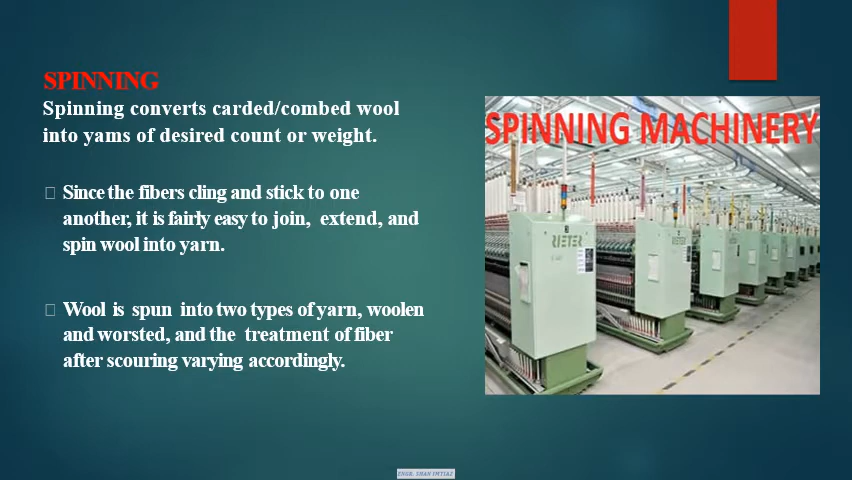 SPINNING
Spinning converts carded/combed wool
into yams of desired count or weight.
Since the fibers cling and stick to one
another, it is fairly easy to join, extend, and
spin wool into yarn.
Wool is spun into two types of yarn, woolen
and worsted, and the treatment of fiber
after scouring varying accordingly.
SPINNING MACHINERY
RIETER
ENGR. SHAN IMTIAZ